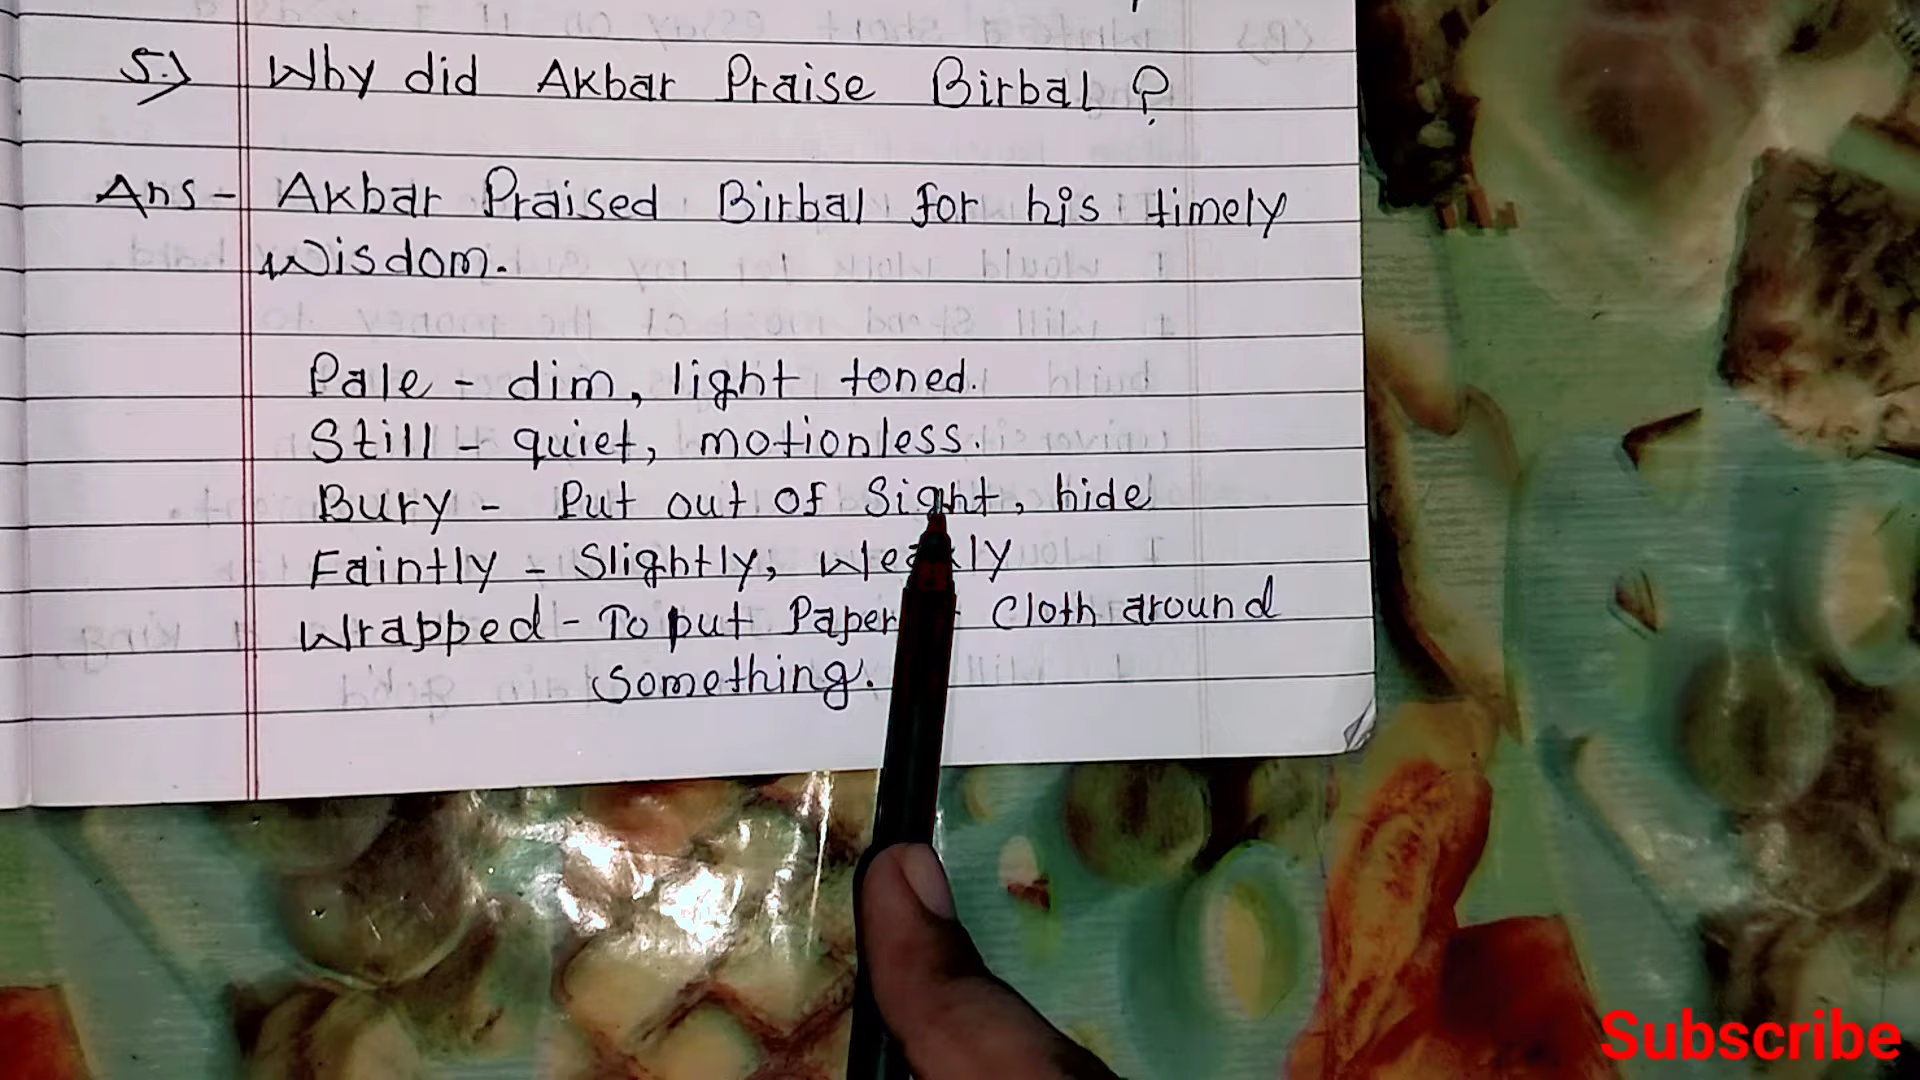 5.) Why did Akbar Praise Birbal ?
Ans - Akbar Praised Birbal for his timely
Wisdom.
Pale - dim, light toned.
Still - quiet, motionless.
Bury - Put out of Sight, hide
Faintly - Slightly, Weakly
Wrapped - To put Paper Cloth around
Something.
Subscribe